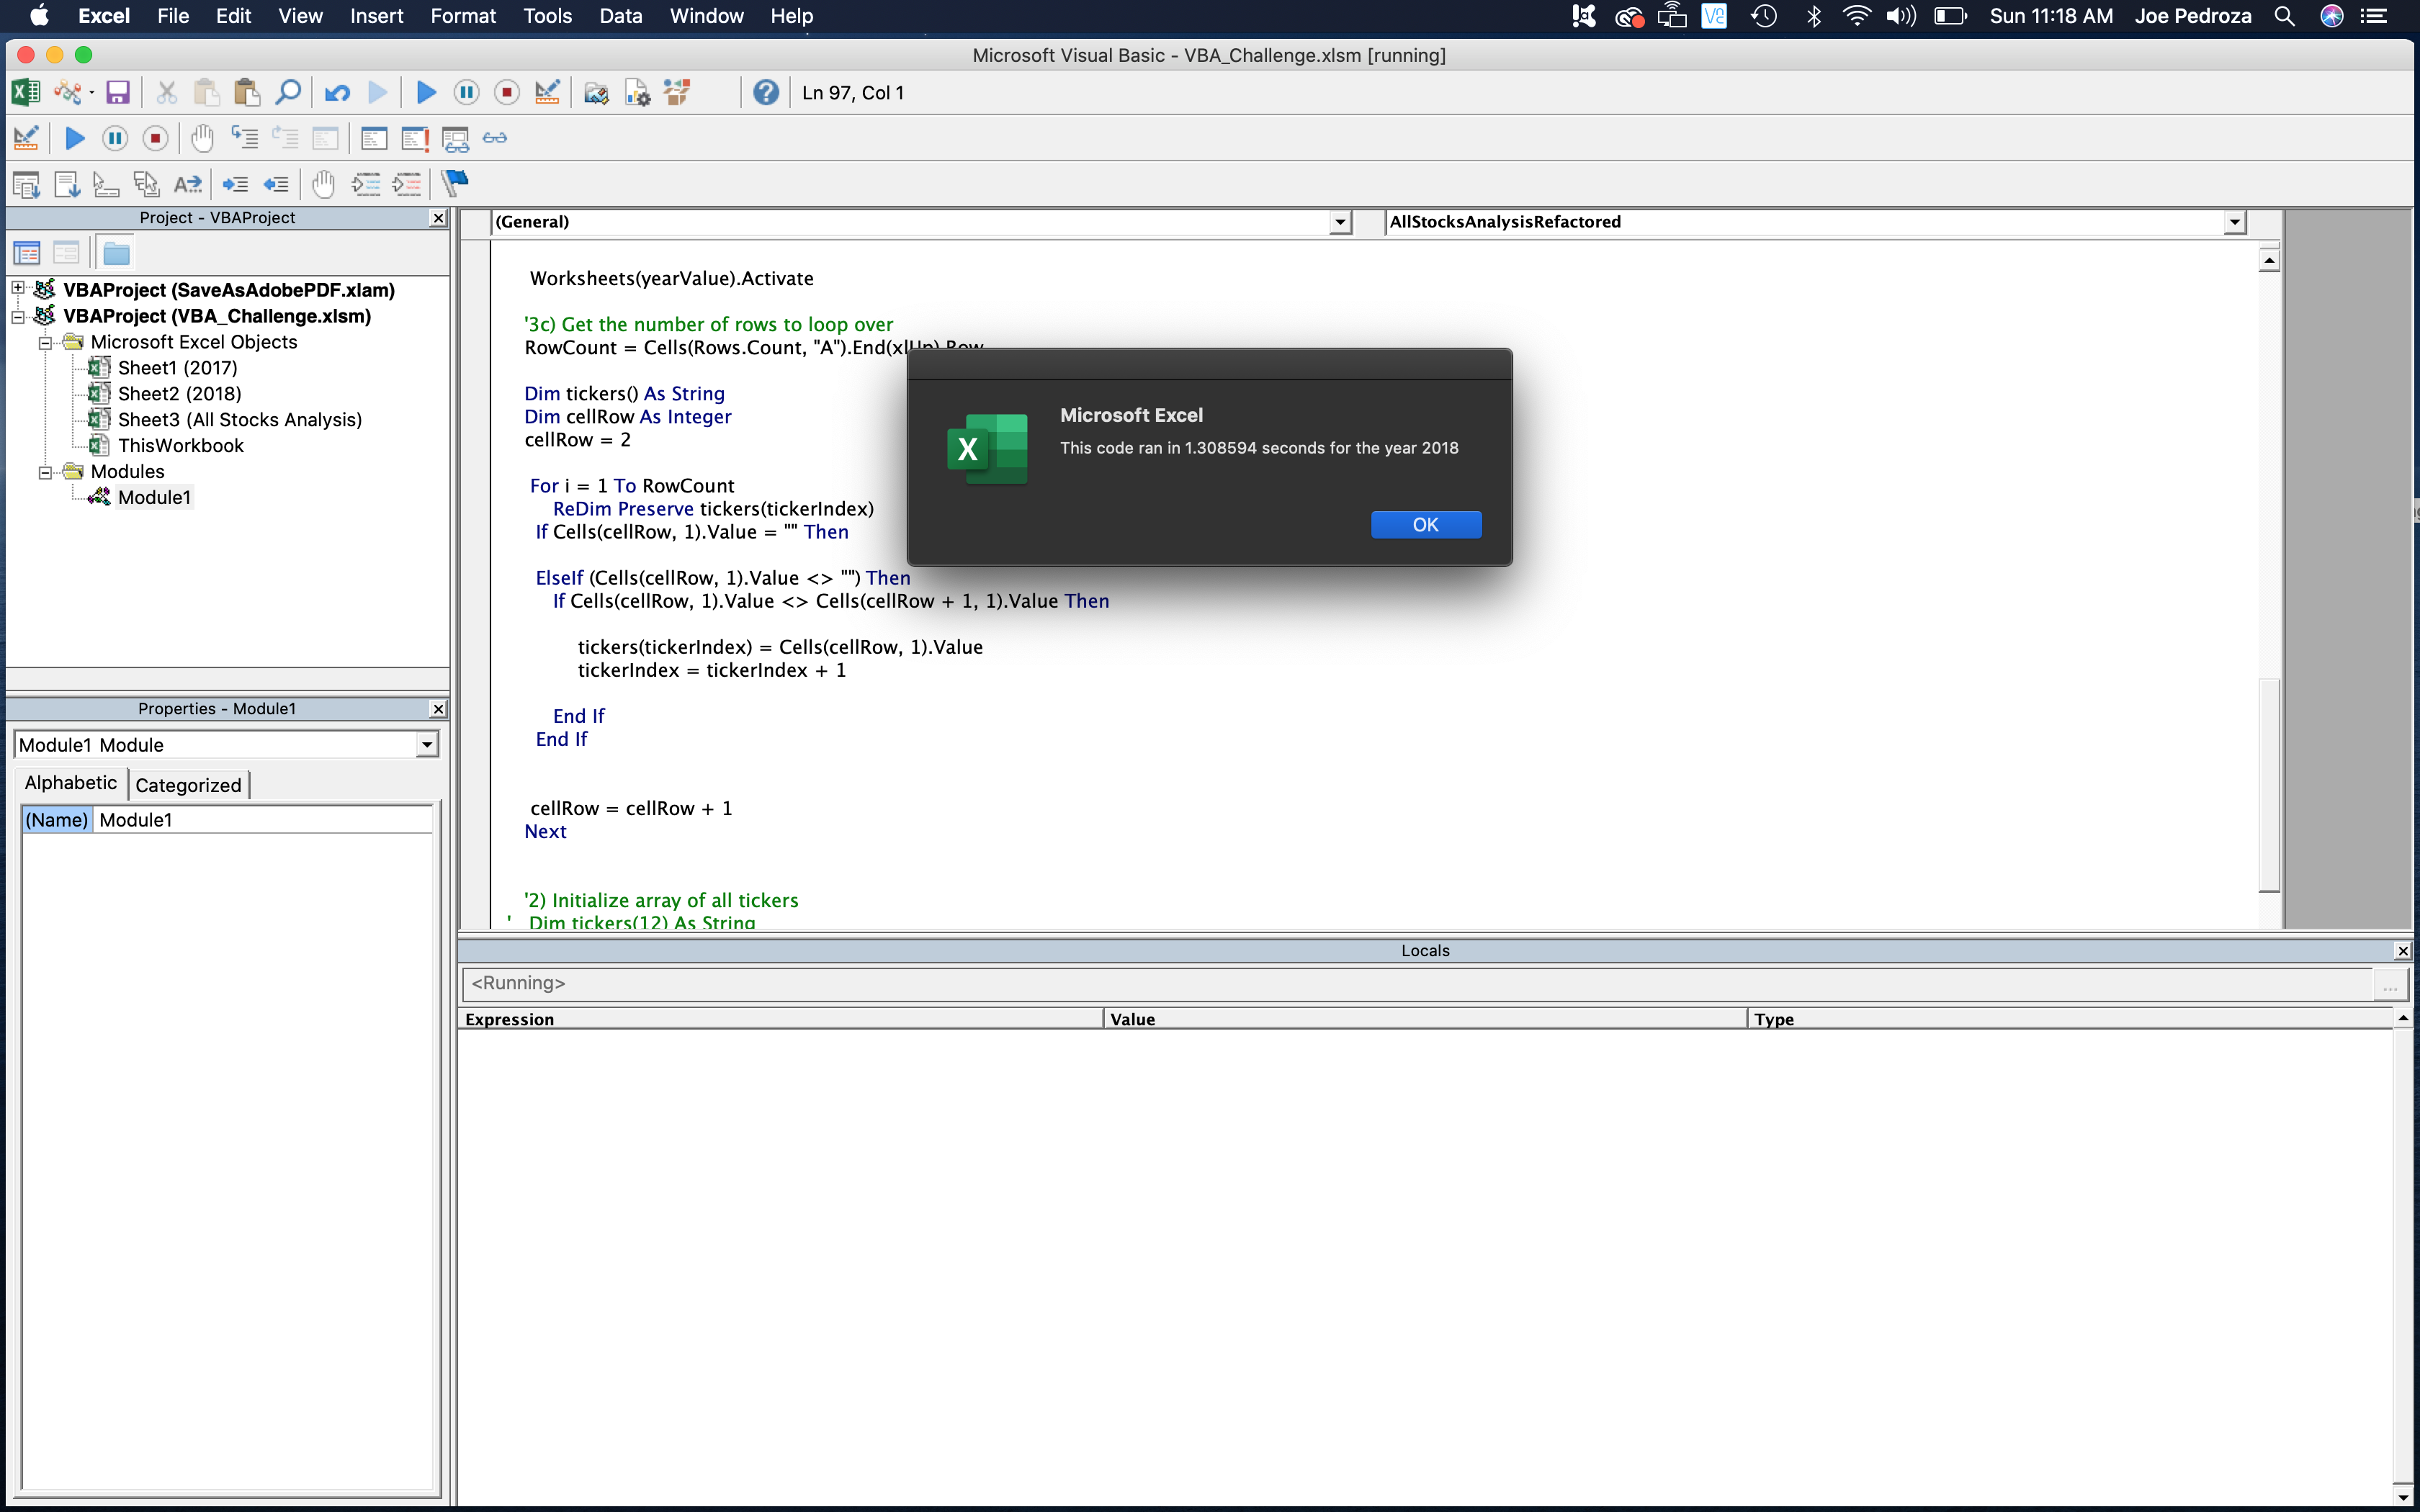 Excel File Edit View Insert Format Tools Data Window Help Sun 11:18 AM Joe Pedroza
Microsoft Visual Basic - VBA_Challenge.xlsm [running]
Ln 97, Col 1
Project - VBAProject
VBAProject (SaveAsAdobePDF.xlam)
VBAProject (VBA_Challenge.xlsm)
Microsoft Excel Objects
Sheet1 (2017)
Sheet2 (2018)
Sheet3 (All Stocks Analysis)
ThisWorkbook
Modules
Module1
Properties - Module1
Module1 Module
Alphabetic Categorized
(Name) Module1
(General) AllStocksAnalysisRefactored
Worksheets(yearValue).Activate
'3c) Get the number of rows to loop over
RowCount = Cells(Rows.Count, "A").End(xlUp).Row
Dim tickers() As String
Dim cellRow As Integer
cellRow = 2
For i = 1 To RowCount
ReDim Preserve tickers(tickerIndex)
If Cells(cellRow, 1).Value = "" Then
ElseIf (Cells(cellRow, 1).Value <> "") Then
If Cells(cellRow, 1).Value <> Cells(cellRow + 1, 1).Value Then
tickers(tickerIndex) = Cells(cellRow, 1).Value
tickerIndex = tickerIndex + 1
End If
End If
cellRow = cellRow + 1
Next
'2) Initialize array of all tickers
' Dim tickers(12) As String
Microsoft Excel
This code ran in 1.308594 seconds for the year 2018
OK
Locals
<Running>
...
Expression Value Type